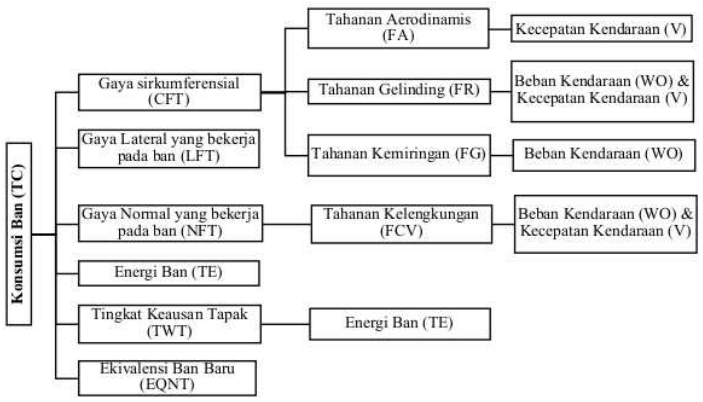 Konsumsi Ban (TC)
Gaya sirkumferensial
(CFT)
Tahanan Aerodinamis
(FA)
Kecepatan Kendaraan (V)
Tahanan Gelinding (FR)
Beban Kendaraan (WO) &
Kecepatan Kendaraan (V)
Tahanan Kemiringan (FG)
Beban Kendaraan (WO)
Gaya Lateral yang bekerja
pada ban (LFT)
Gaya Normal yang bekerja
pada ban (NFT)
Tahanan Kelengkungan
(FCV)
Beban Kendaraan (WO) &
Kecepatan Kendaraan (V)
Energi Ban (TE)
Tingkat Keausan Tapak
(TWT)
Energi Ban (TE)
Ekivalensi Ban Baru
(EQNT)